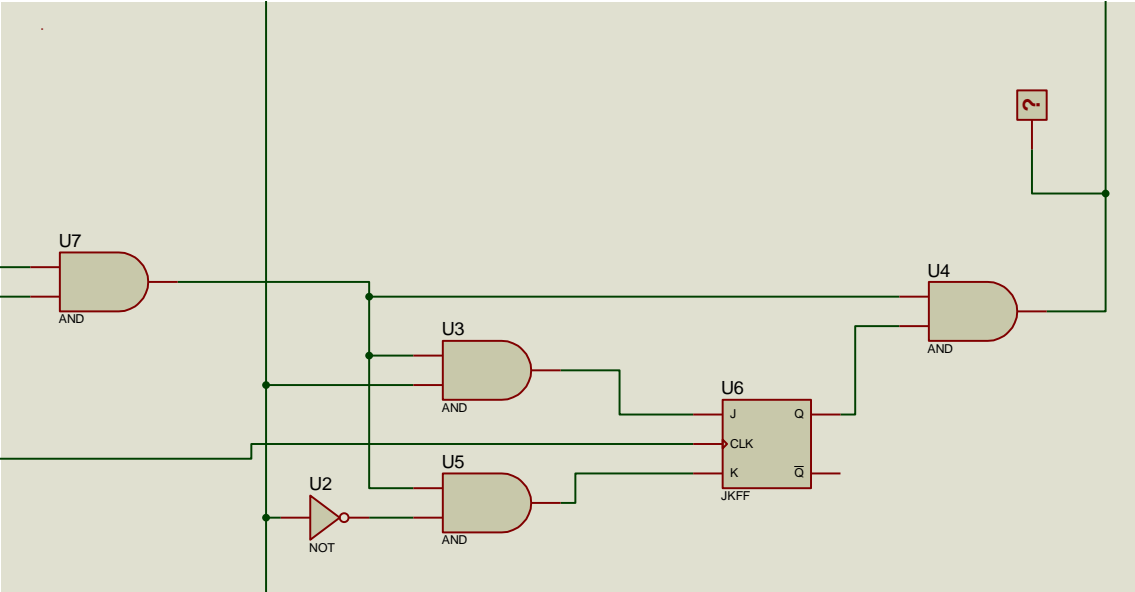 ?
U7
AND
U4
AND
U3
AND
U6
J
Q
CLK
K
Q̅
JKFF
U5
AND
U2
NOT